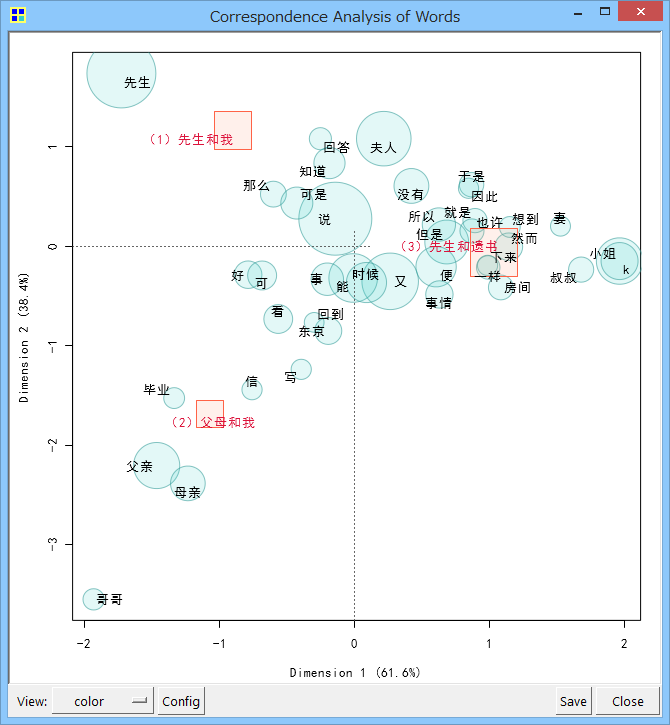 Correspondence Analysis of Words
先生
(1)先生和我
回答
夫人
知道
那么
可是
没有
于是
因此
说
所以
就是
也许
想到
妻
但是
然而
(3)先生和遗书
下来
小姐
k
好
可
事
能
时候
又
便
一样
房间
叔叔
事情
看
回到
东京
写
信
毕业
(2)父母和我
父亲
母亲
哥哥
1
0
-1
-2
-3
Dimension 2 (38.4%)
-2
-1
0
1
2
Dimension 1 (61.6%)
View:
color
Config
Save
Close